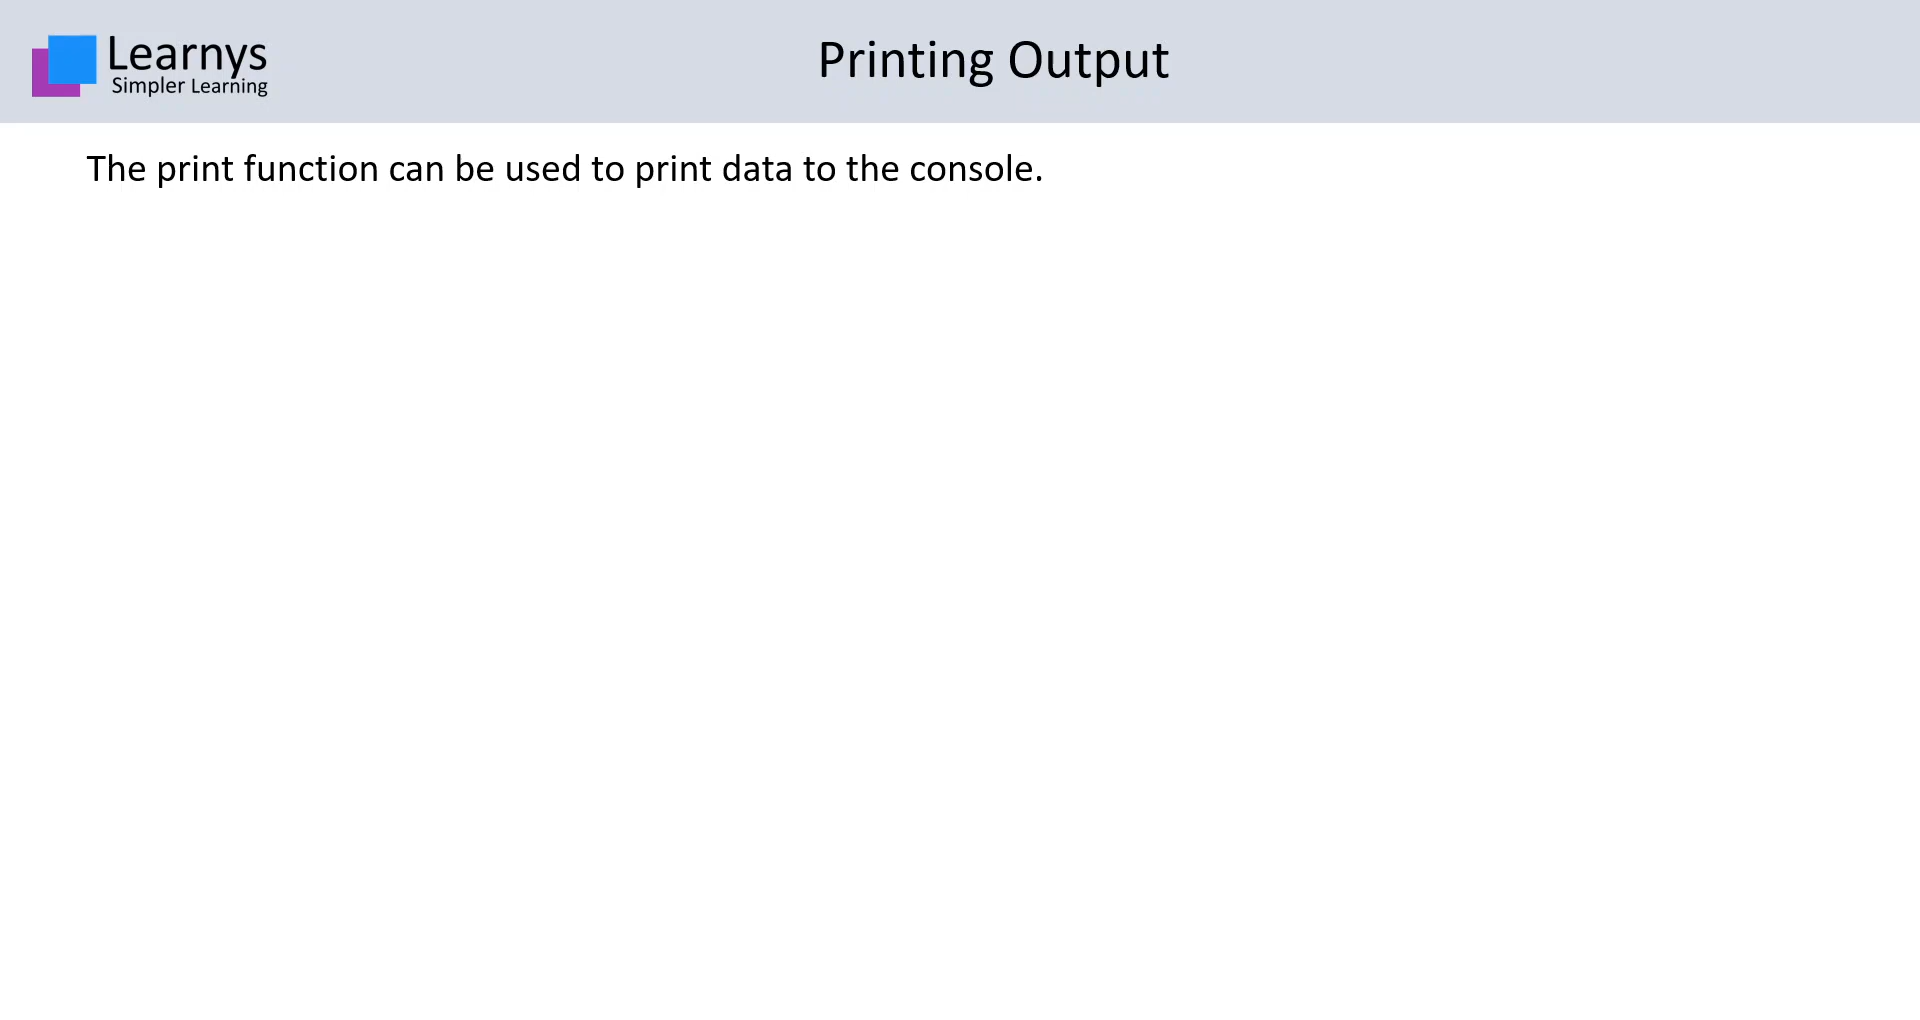 Learnys
Simpler Learning
Printing Output
The print function can be used to print data to the console.